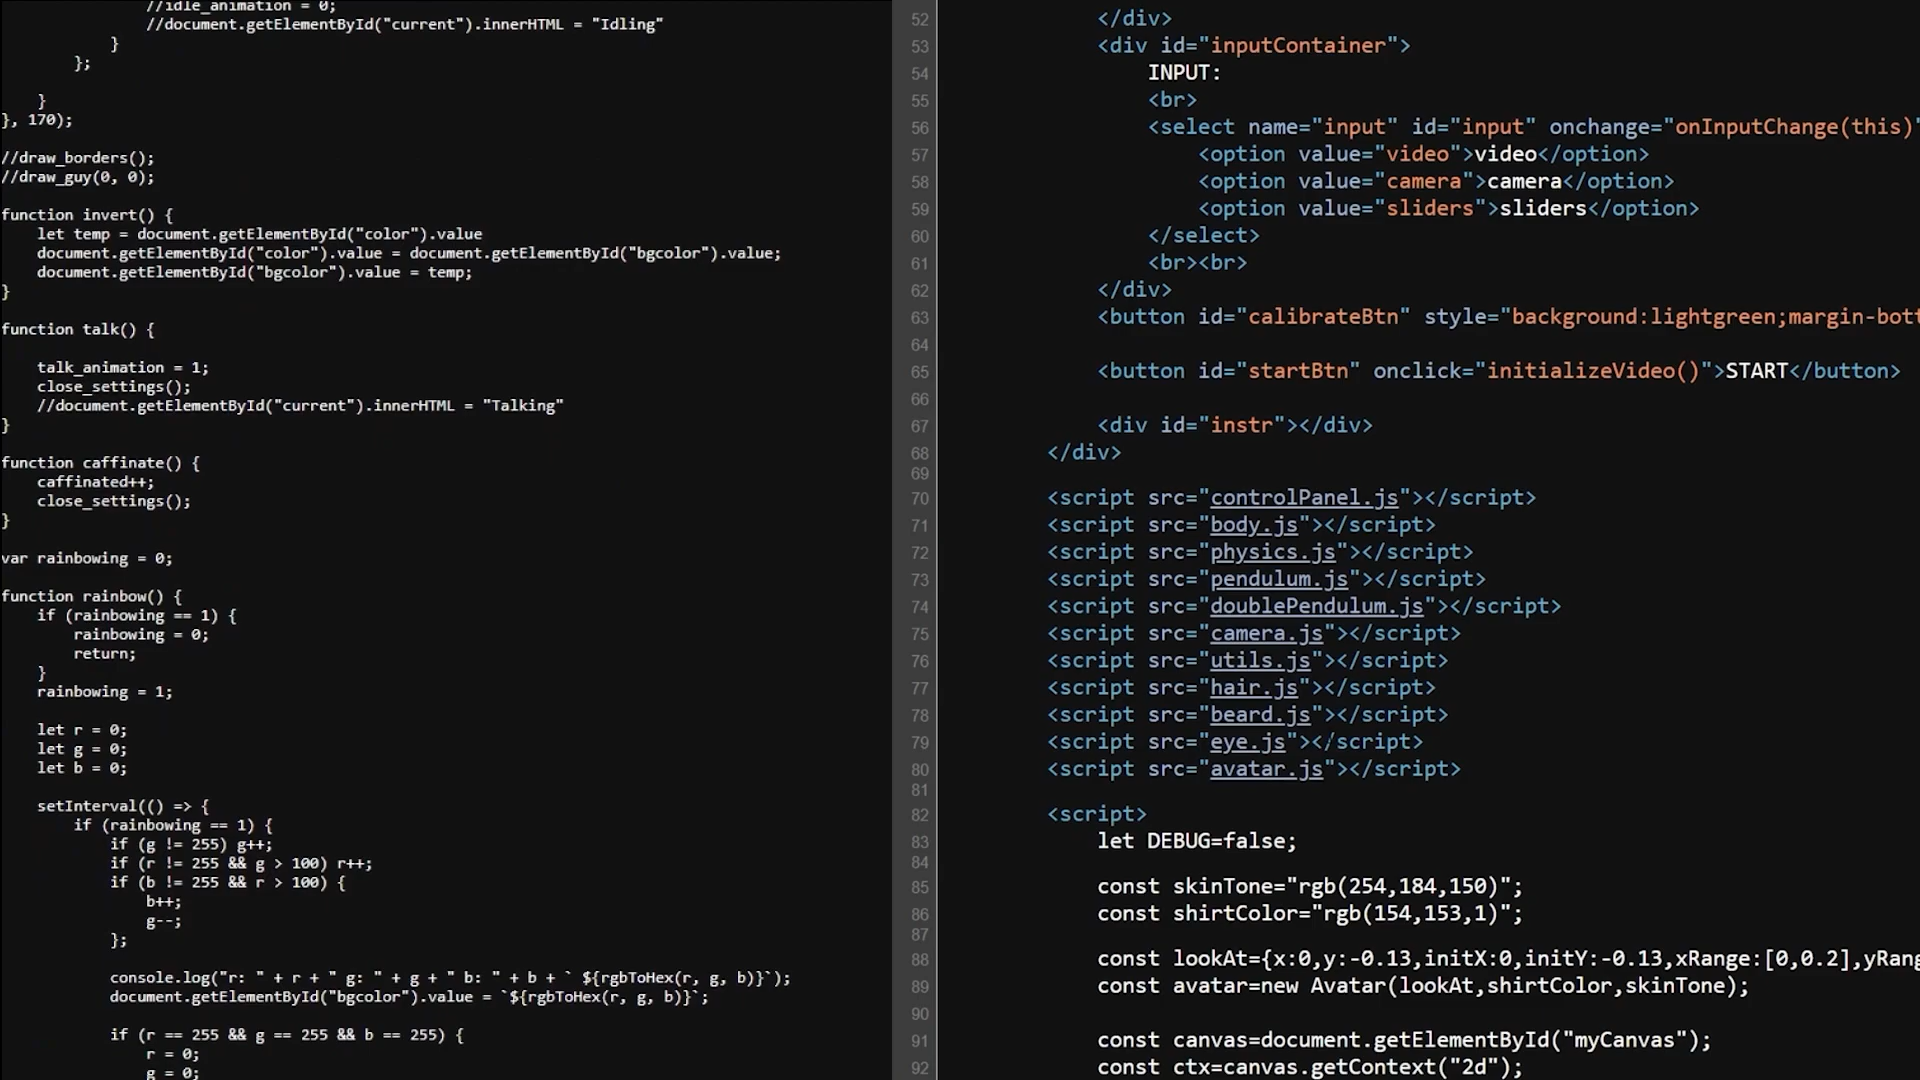 //idle_animation = 0;
//document.getElementById("current").innerHTML = "Idling"
}
};
}
}, 170);
//draw_borders();
//draw_guy(0, 0);
function invert() {
let temp = document.getElementById("color").value
document.getElementById("color").value = document.getElementById("bgcolor").value;
document.getElementById("bgcolor").value = temp;
}
function talk() {
talk_animation = 1;
close_settings();
//document.getElementById("current").innerHTML = "Talking"
}
function caffinate() {
caffinated++;
close_settings();
}
var rainbowing = 0;
function rainbow() {
if (rainbowing == 1) {
rainbowing = 0;
return;
}
rainbowing = 1;
let r = 0;
let g = 0;
let b = 0;
setInterval(() => {
if (rainbowing == 1) {
if (g != 255) g++;
if (r != 255 && g > 100) r++;
if (b != 255 && r > 100) {
b++;
g--;
};
console.log("r: " + r + " g: " + g + " b: " + b + ` ${rgbToHex(r, g, b)}`);
document.getElementById("bgcolor").value = `${rgbToHex(r, g, b)}`;
if (r == 255 && g == 255 && b == 255) {
r = 0;
g = 0;
52 </div>
53 <div id="inputContainer">
54 INPUT:
55 <br>
56 <select name="input" id="input" onchange="onInputChange(this)"
57 <option value="video">video</option>
58 <option value="camera">camera</option>
59 <option value="sliders">sliders</option>
60 </select>
61 <br><br>
62 </div>
63 <button id="calibrateBtn" style="background:lightgreen;margin-bott
64
65 <button id="startBtn" onclick="initializeVideo()">START</button>
66
67 <div id="instr"></div>
68 </div>
69
70 <script src="controlPanel.js"></script>
71 <script src="body.js"></script>
72 <script src="physics.js"></script>
73 <script src="pendulum.js"></script>
74 <script src="doublePendulum.js"></script>
75 <script src="camera.js"></script>
76 <script src="utils.js"></script>
77 <script src="hair.js"></script>
78 <script src="beard.js"></script>
79 <script src="eye.js"></script>
80 <script src="avatar.js"></script>
81
82 <script>
83 let DEBUG=false;
84
85 const skinTone="rgb(254,184,150)";
86 const shirtColor="rgb(154,153,1)";
87
88 const lookAt={x:0,y:-0.13,initX:0,initY:-0.13,xRange:[0,0.2],yRang
89 const avatar=new Avatar(lookAt,shirtColor,skinTone);
90
91 const canvas=document.getElementById("myCanvas");
92 const ctx=canvas.getContext("2d");